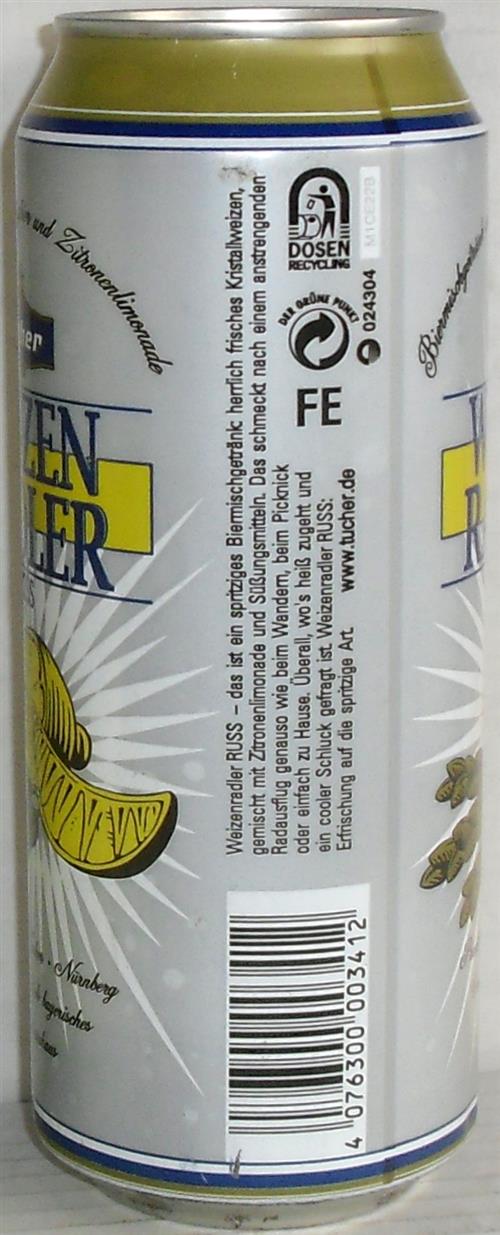 und Zitronenlimonade
er
ZEN
LER
- Nürnberg
bayerisches
Weizenradler RUSS – das ist ein spritziges Biermischgetränk: herrlich frisches Kristallweizen,
gemischt mit Zitronenlimonade und Süßungsmitteln. Das schmeckt nach einem anstrengenden
Radausflug genauso wie beim Wandern, beim Picknick
oder einfach zu Hause. Überall, wo's heiß zugeht und
ein cooler Schluck gefragt ist. Weizenradler RUSS:
Erfrischung auf die spritzige Art. www.tucher.de
DOSEN
RECYCLING
M1CE22B
DER GRÜNE PUNKT
024304
FE
4 076300 003412
W
R